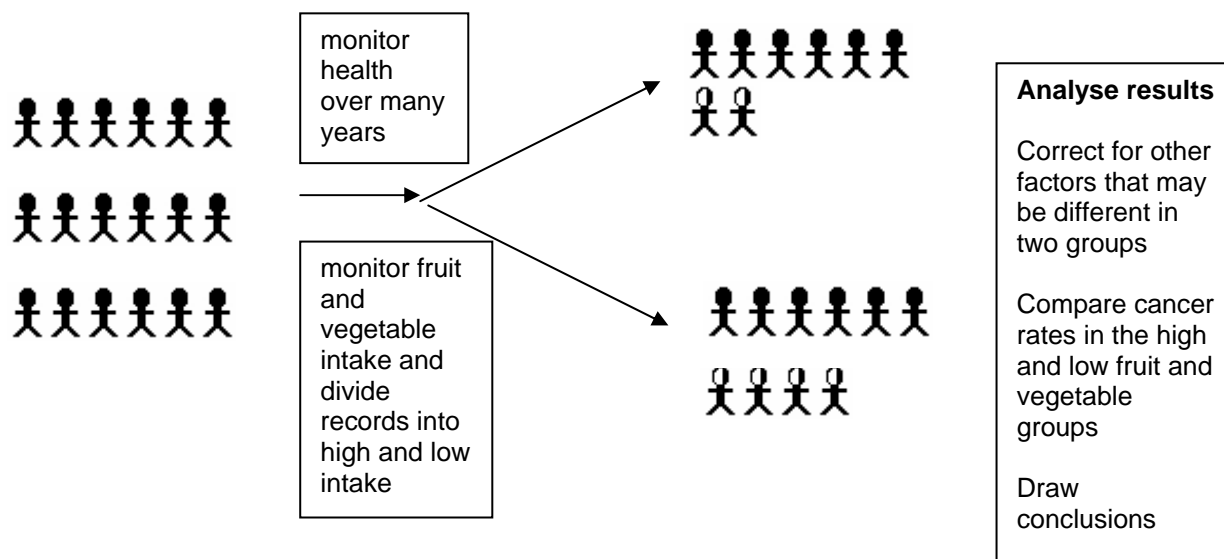 monitor
health
over many
years
monitor fruit
and
vegetable
intake and
divide
records into
high and low
intake
Analyse results
Correct for other
factors that may
be different in
two groups
Compare cancer
rates in the high
and low fruit and
vegetable
groups
Draw
conclusions